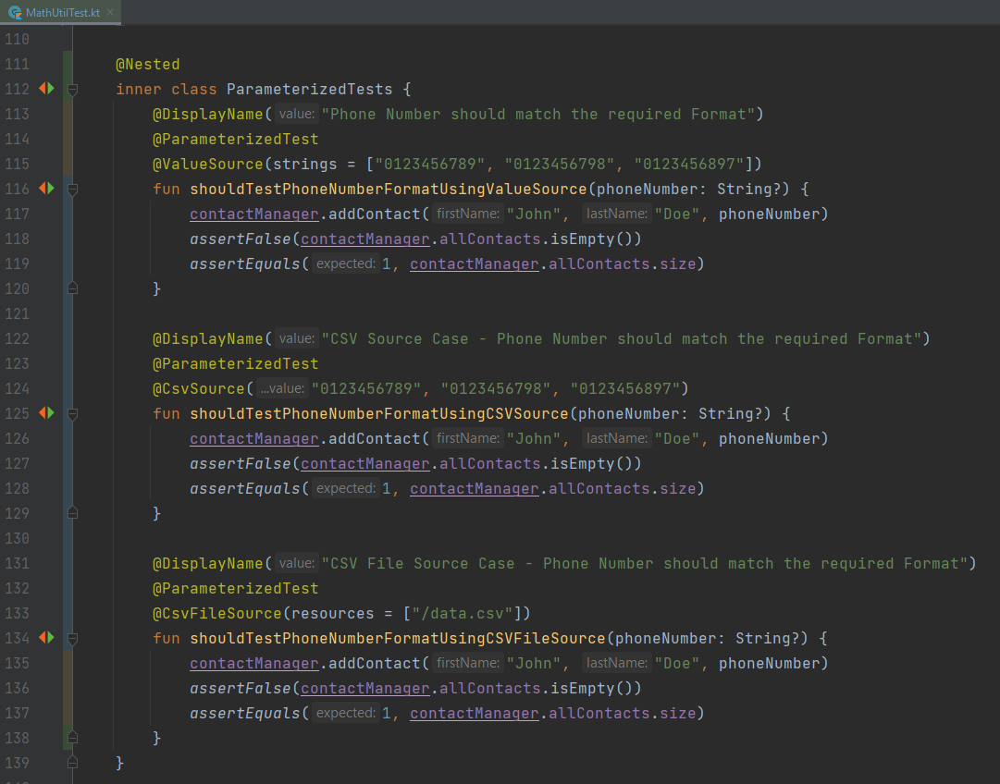 MathUtilTest.kt
110
111 @Nested
112 inner class ParameterizedTests {
113 @DisplayName( value: "Phone Number should match the required Format")
114 @ParameterizedTest
115 @ValueSource(strings = ["0123456789", "0123456798", "0123456897"])
116 fun shouldTestPhoneNumberFormatUsingValueSource(phoneNumber: String?) {
117 contactManager.addContact( firstName: "John", lastName: "Doe", phoneNumber)
118 assertFalse(contactManager.allContacts.isEmpty())
119 assertEquals( expected: 1, contactManager.allContacts.size)
120 }
121
122 @DisplayName( value: "CSV Source Case - Phone Number should match the required Format")
123 @ParameterizedTest
124 @CsvSource( ...value: "0123456789", "0123456798", "0123456897")
125 fun shouldTestPhoneNumberFormatUsingCSVSource(phoneNumber: String?) {
126 contactManager.addContact( firstName: "John", lastName: "Doe", phoneNumber)
127 assertFalse(contactManager.allContacts.isEmpty())
128 assertEquals( expected: 1, contactManager.allContacts.size)
129 }
130
131 @DisplayName( value: "CSV File Source Case - Phone Number should match the required Format")
132 @ParameterizedTest
133 @CsvFileSource(resources = ["/data.csv"])
134 fun shouldTestPhoneNumberFormatUsingCSVFileSource(phoneNumber: String?) {
135 contactManager.addContact( firstName: "John", lastName: "Doe", phoneNumber)
136 assertFalse(contactManager.allContacts.isEmpty())
137 assertEquals( expected: 1, contactManager.allContacts.size)
138 }
139 }